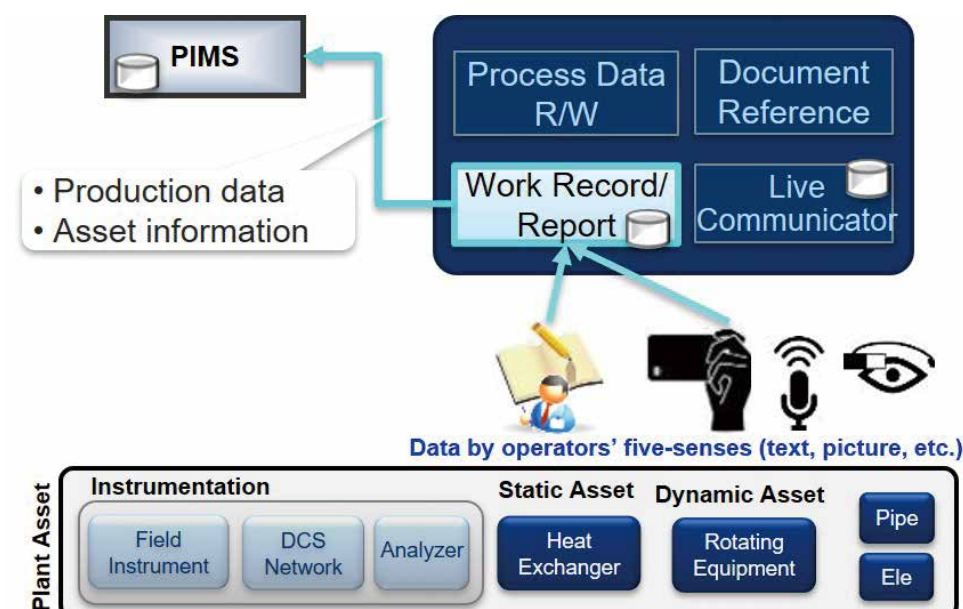 PIMS
Process Data
R/W
Document
Reference
• Production data
• Asset information
Work Record/
Report
Live
Communicator
Data by operators' five-senses (text, picture, etc.)
Plant Asset
Instrumentation
Static Asset
Dynamic Asset
Field
Instrument
DCS
Network
Analyzer
Heat
Exchanger
Rotating
Equipment
Pipe
Ele